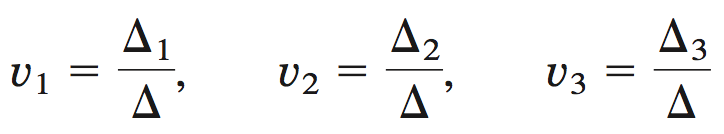 v₁ = Δ₁/Δ, v₂ = Δ₂/Δ, v₃ = Δ₃/Δ